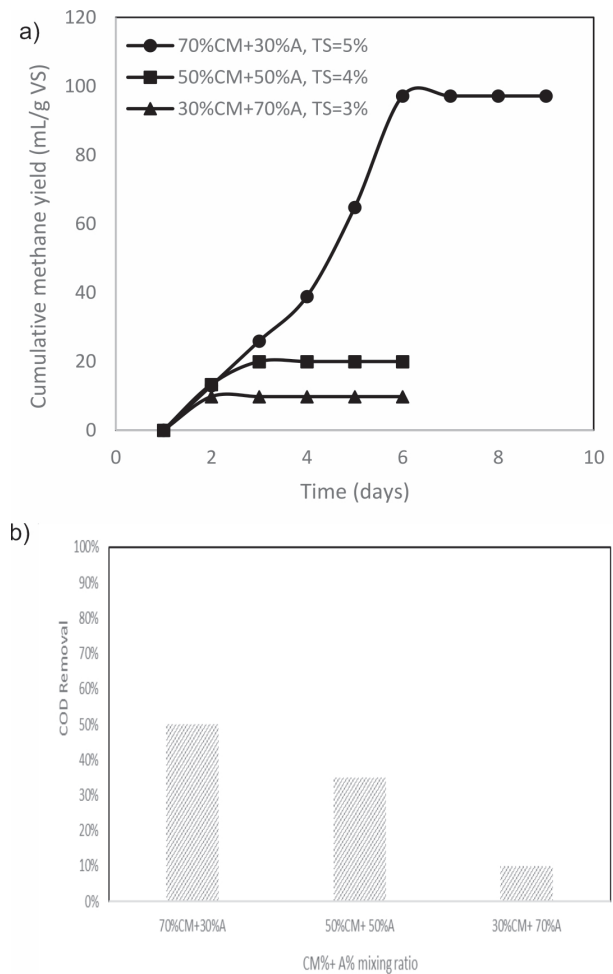 a)
120
100
80
60
40
20
0
Cumulative methane yield (mL/g VS)
70%CM+30%A, TS=5%
50%CM+50%A, TS=4%
30%CM+70%A, TS=3%
0 2 4 6 8 10
Time (days)
b)
100%
90%
80%
70%
60%
50%
40%
30%
20%
10%
0%
COD Removal
70%CM+30%A 50%CM+ 50%A 30%CM+ 70%A
CM%+ A% mixing ratio